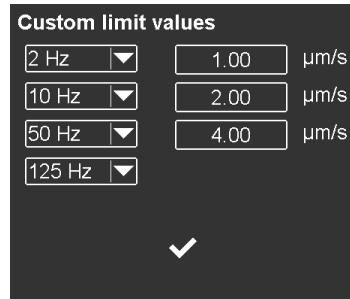 Custom limit values
2 Hz 1.00 µm/s
10 Hz 2.00 µm/s
50 Hz 4.00 µm/s
125 Hz